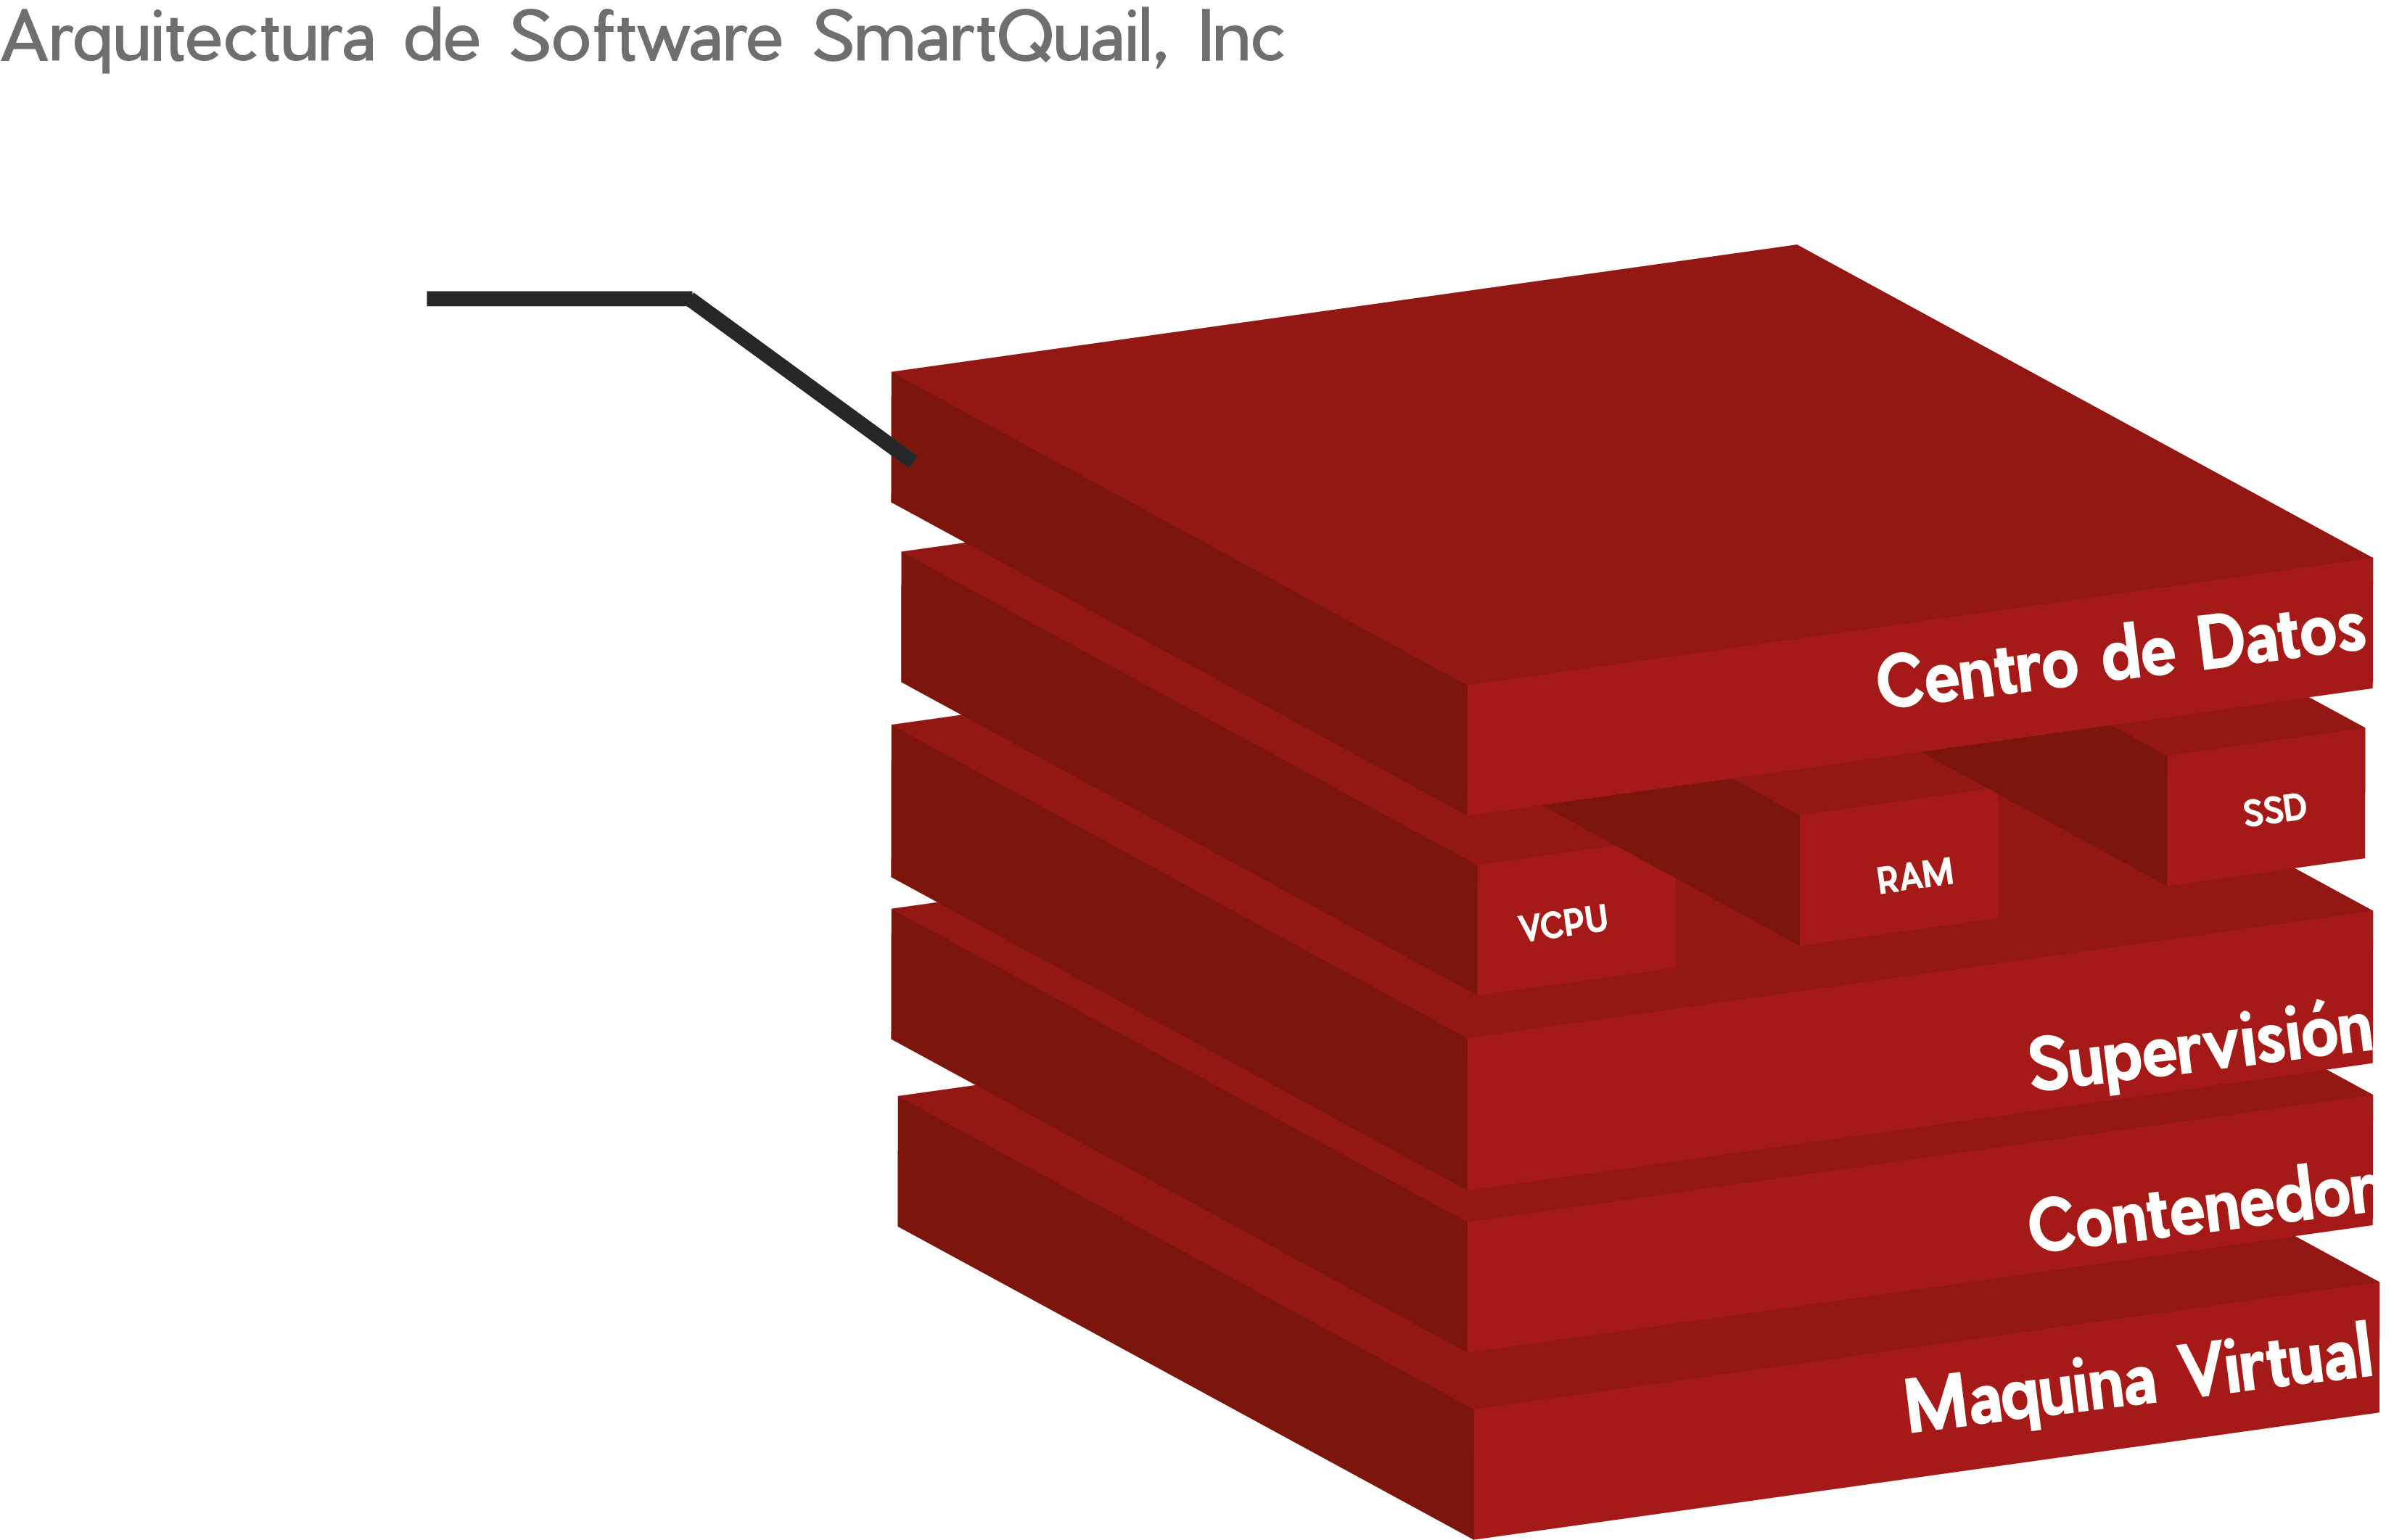 Arquitectura de Software SmartQuail, Inc
Centro de Datos
SSD
RAM
VCPU
Supervisión
Contenedor
Maquina Virtual